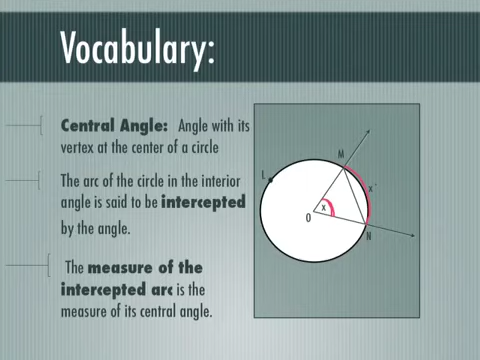 Vocabulary:
Central Angle: Angle with its
vertex at the center of a circle
The arc of the circle in the interior
angle is said to be intercepted
by the angle.
The measure of the
intercepted arc is the
measure of its central angle.
M
L
x°
x
O
N